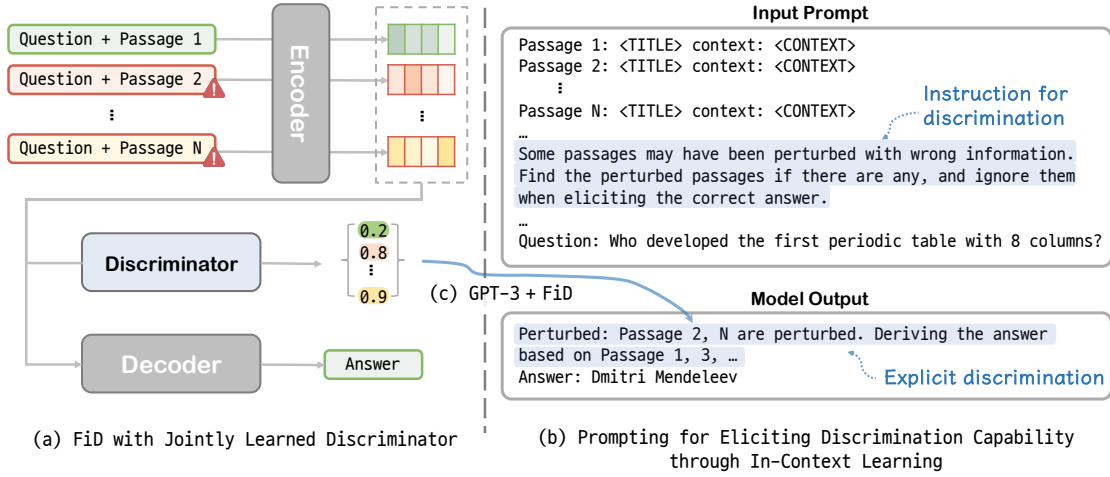 Question + Passage 1
Question + Passage 2
⋮
Question + Passage N
Encoder
⋮
Discriminator
0.2
0.8
⋮
0.9
Decoder
Answer
(a) FiD with Jointly Learned Discriminator
(c) GPT-3 + FiD
Input Prompt
Passage 1: <TITLE> context: <CONTEXT>
Passage 2: <TITLE> context: <CONTEXT>
⋮
Passage N: <TITLE> context: <CONTEXT>
…
Instruction for
discrimination
Some passages may have been perturbed with wrong information.
Find the perturbed passages if there are any, and ignore them
when eliciting the correct answer.
…
Question: Who developed the first periodic table with 8 columns?
Model Output
Perturbed: Passage 2, N are perturbed. Deriving the answer
based on Passage 1, 3, …
Answer: Dmitri Mendeleev
Explicit discrimination
(b) Prompting for Eliciting Discrimination Capability
through In-Context Learning